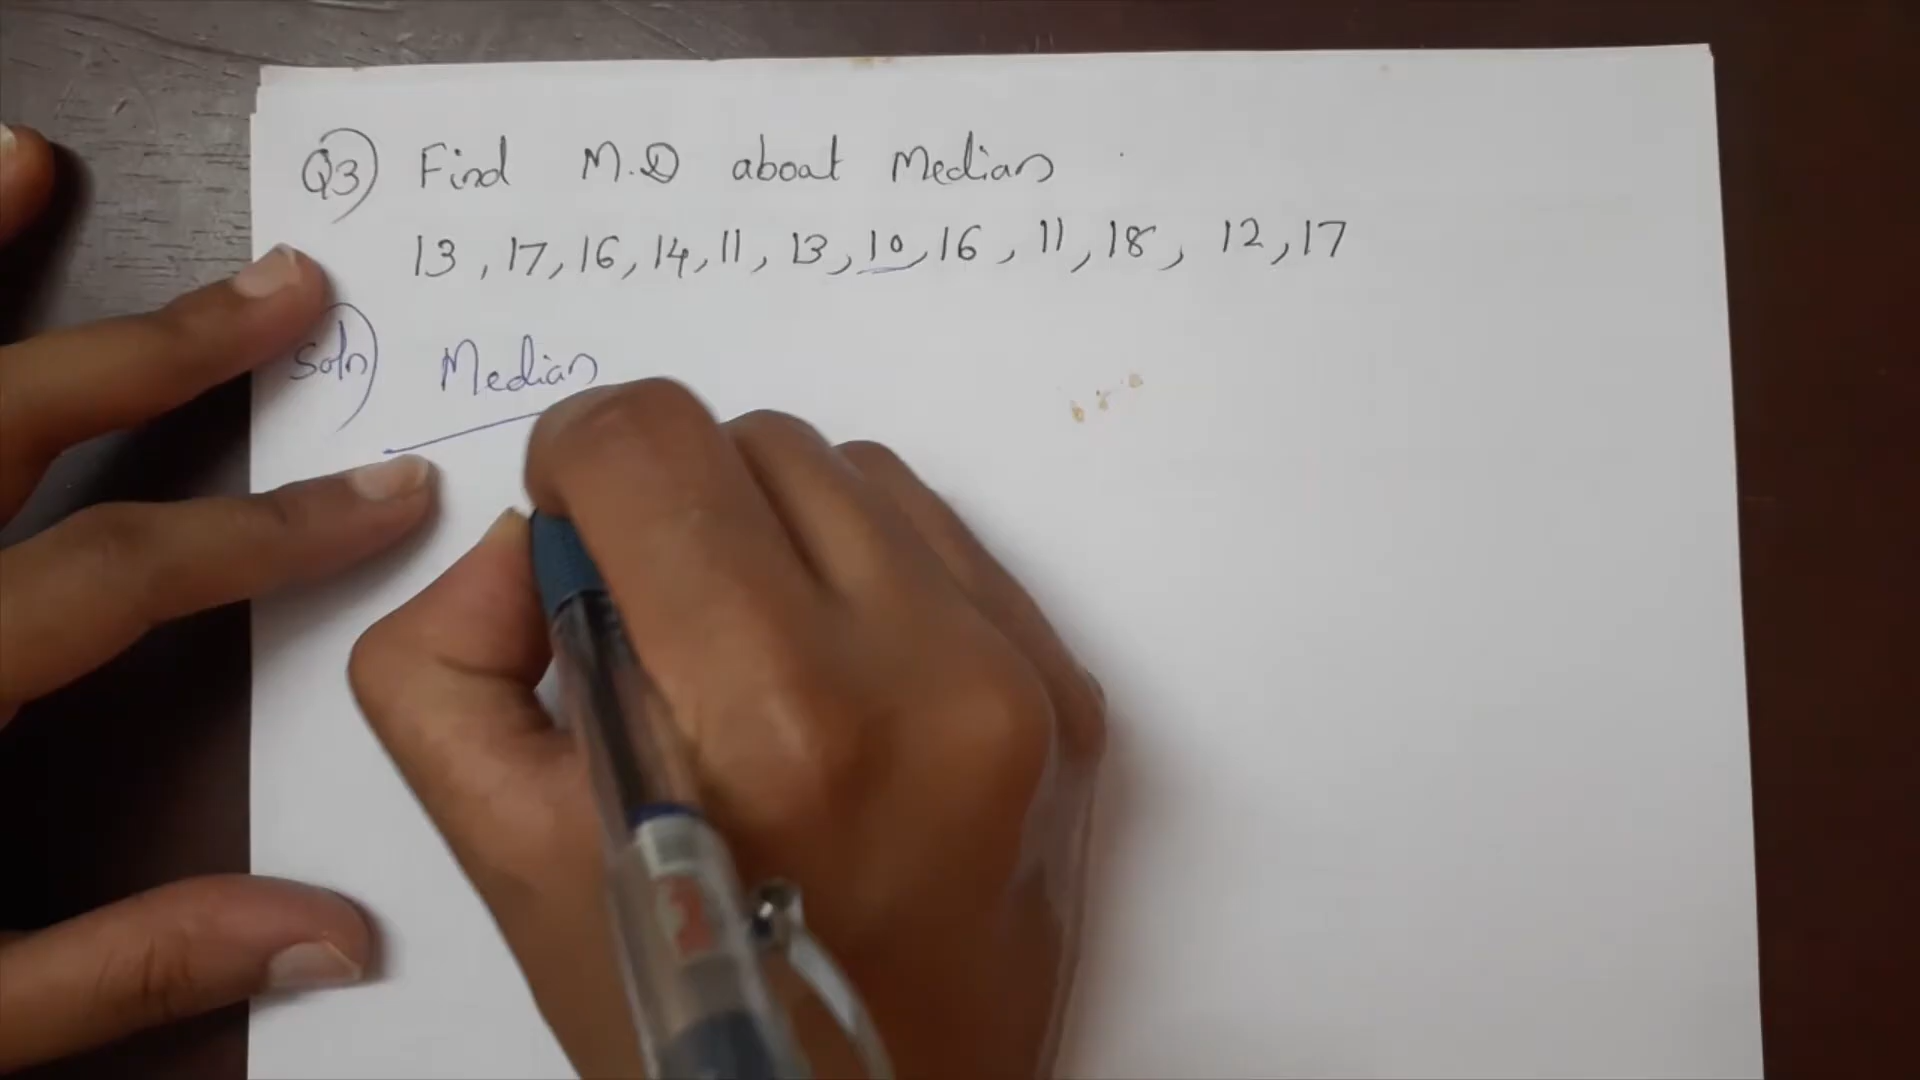 Q3) Find M.D about Median
13, 17, 16, 14, 11, 13, 10, 16, 11, 18, 12, 17
Soln) Median